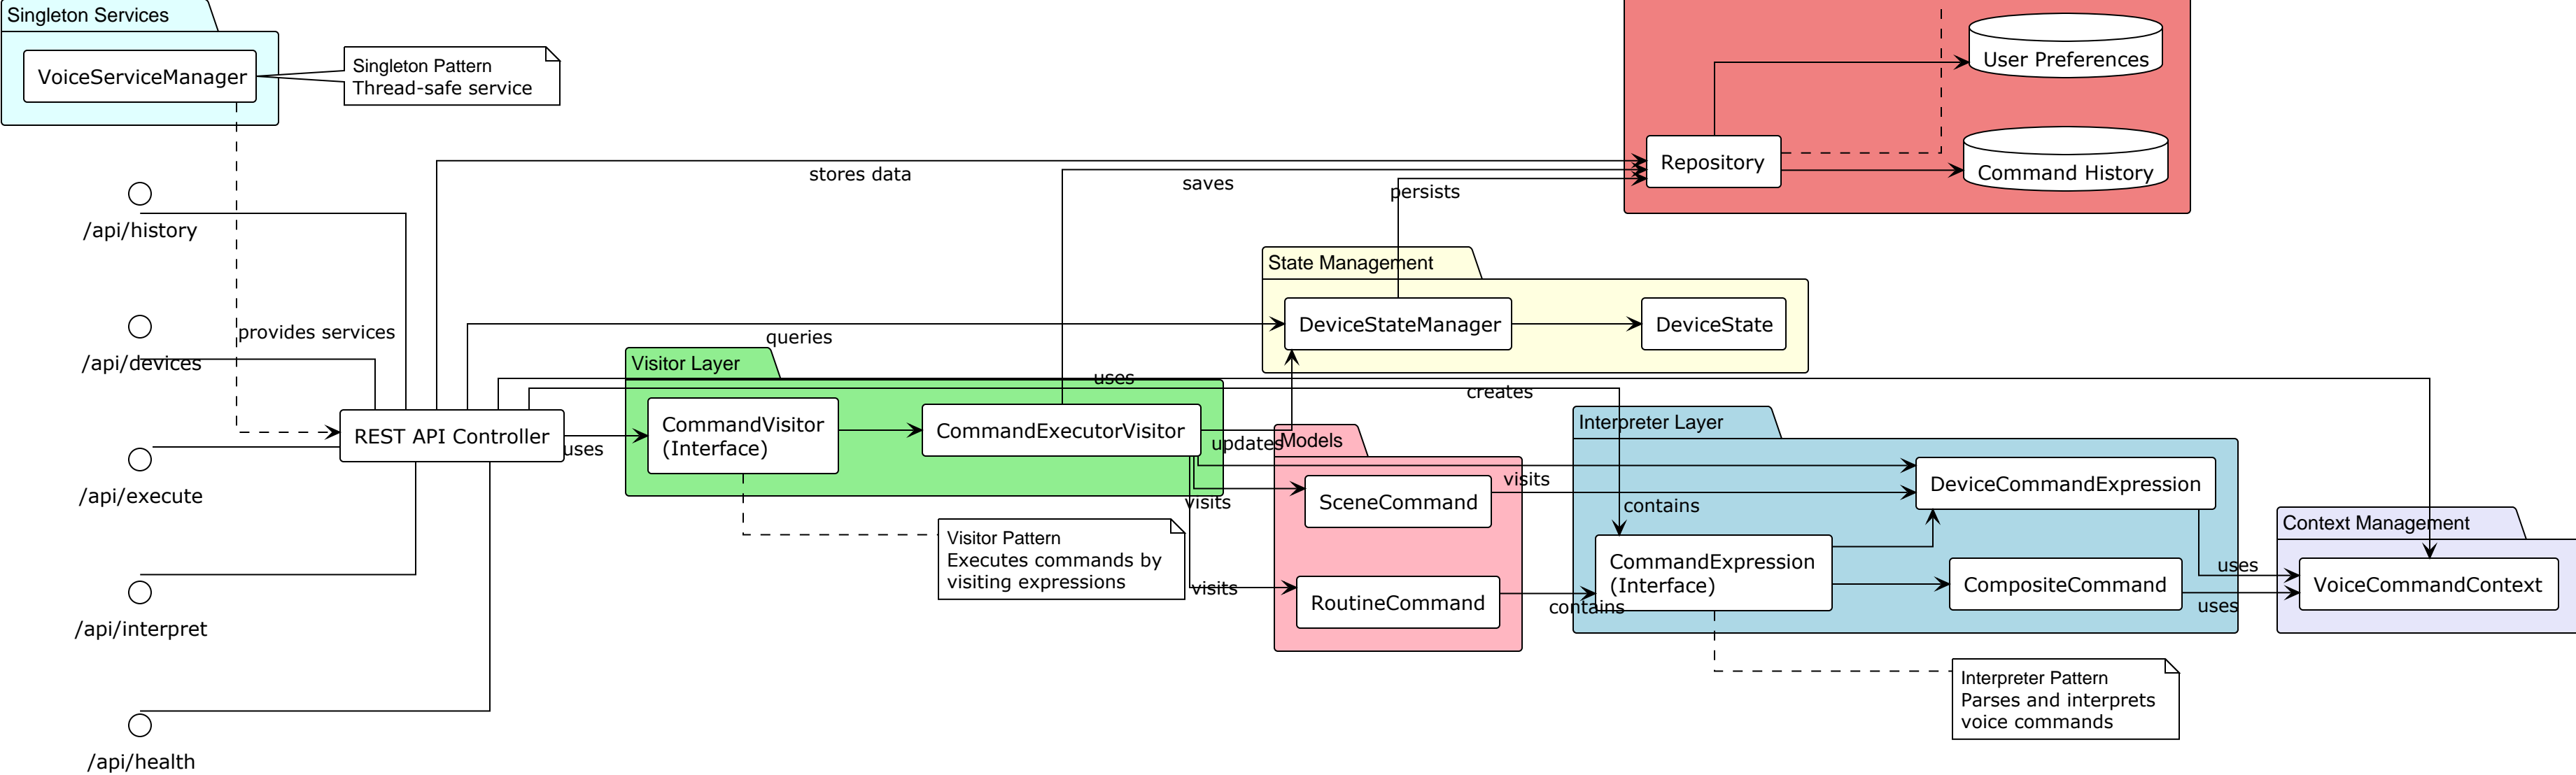 Singleton Services
VoiceServiceManager
Singleton Pattern
Thread-safe service
User Preferences
Repository
Command History
stores data
saves
persists
/api/history
State Management
DeviceStateManager
DeviceState
provides services
queries
/api/devices
Visitor Layer
uses
creates
CommandVisitor
(Interface)
CommandExecutorVisitor
REST API Controller
uses
updates
Models
Interpreter Layer
SceneCommand
visits
DeviceCommandExpression
visits
contains
/api/execute
Visitor Pattern
Executes commands by
visiting expressions
Context Management
CommandExpression
(Interface)
CompositeCommand
uses
VoiceCommandContext
visits
RoutineCommand
contains
uses
/api/interpret
Interpreter Pattern
Parses and interprets
voice commands
/api/health